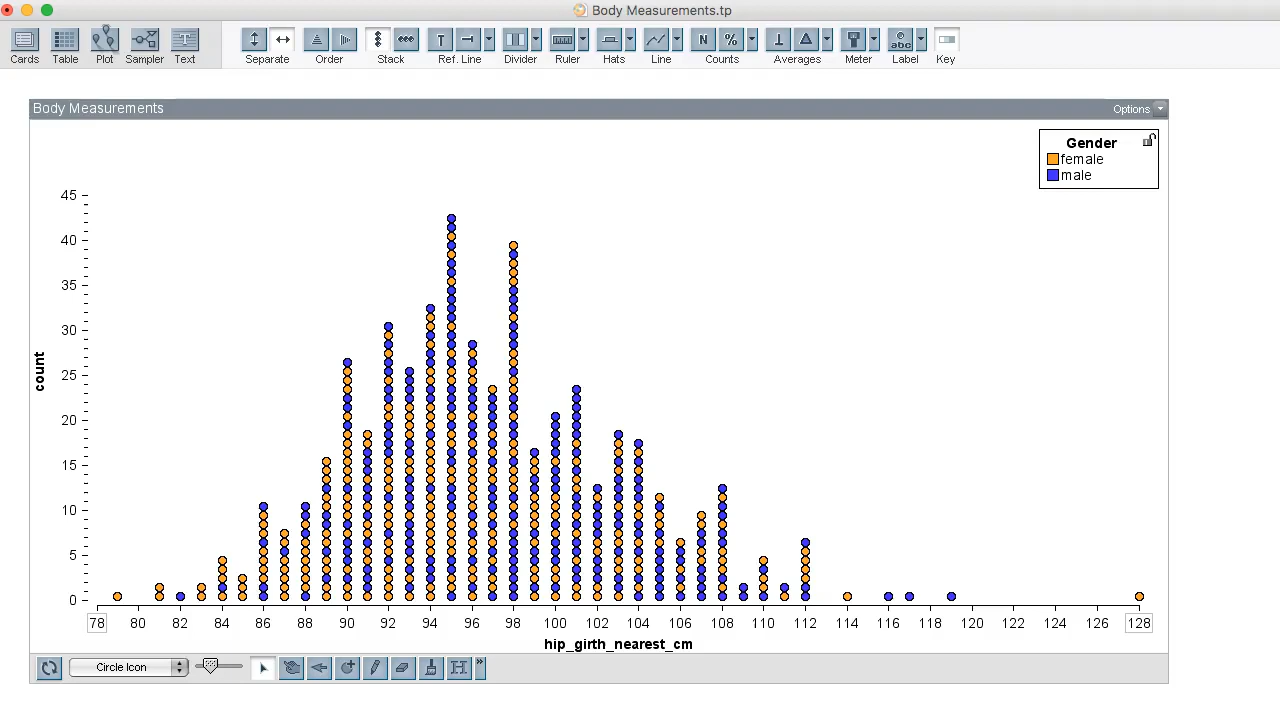 Body Measurements.tp
Cards Table Plot Sampler Text Separate Order Stack Ref. Line Divider Ruler Hats Line Counts Averages Meter Label Key
Body Measurements Options
Gender
female
male
45
40
35
30
25
20
15
10
5
0
count
78 80 82 84 86 88 90 92 94 96 98 100 102 104 106 108 110 112 114 116 118 120 122 124 126 128
hip_girth_nearest_cm
Circle Icon